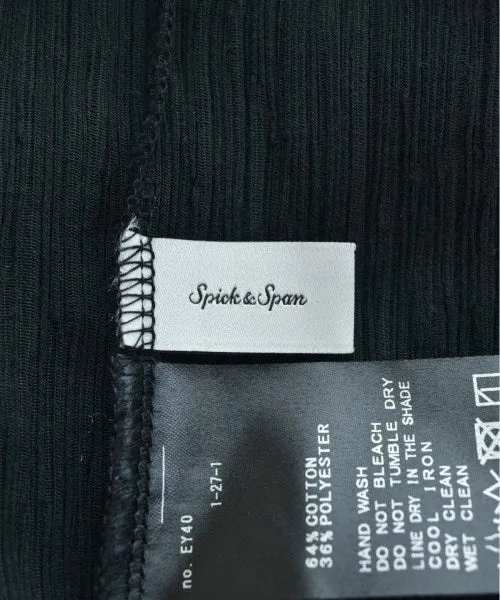 Spick & Span
no. EY40
1-27-1
64% COTTON
36% POLYESTER
HAND WASH
DO NOT BLEACH
DO NOT TUMBLE DRY
LINE DRY IN THE SHADE
COOL IRON
DRY CLEAN
WET CLEAN